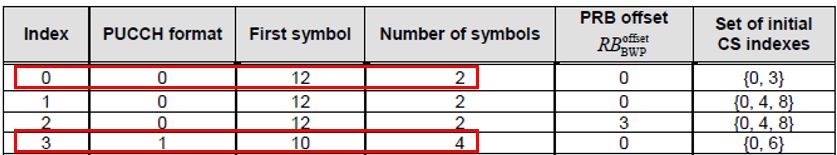 Index PUCCH format First symbol Number of symbols PRB offset RB^offset_BWP Set of initial CS indexes
0 0 12 2 0 {0, 3}
1 0 12 2 0 {0, 4, 8}
2 0 12 2 3 {0, 4, 8}
3 1 10 4 0 {0, 6}